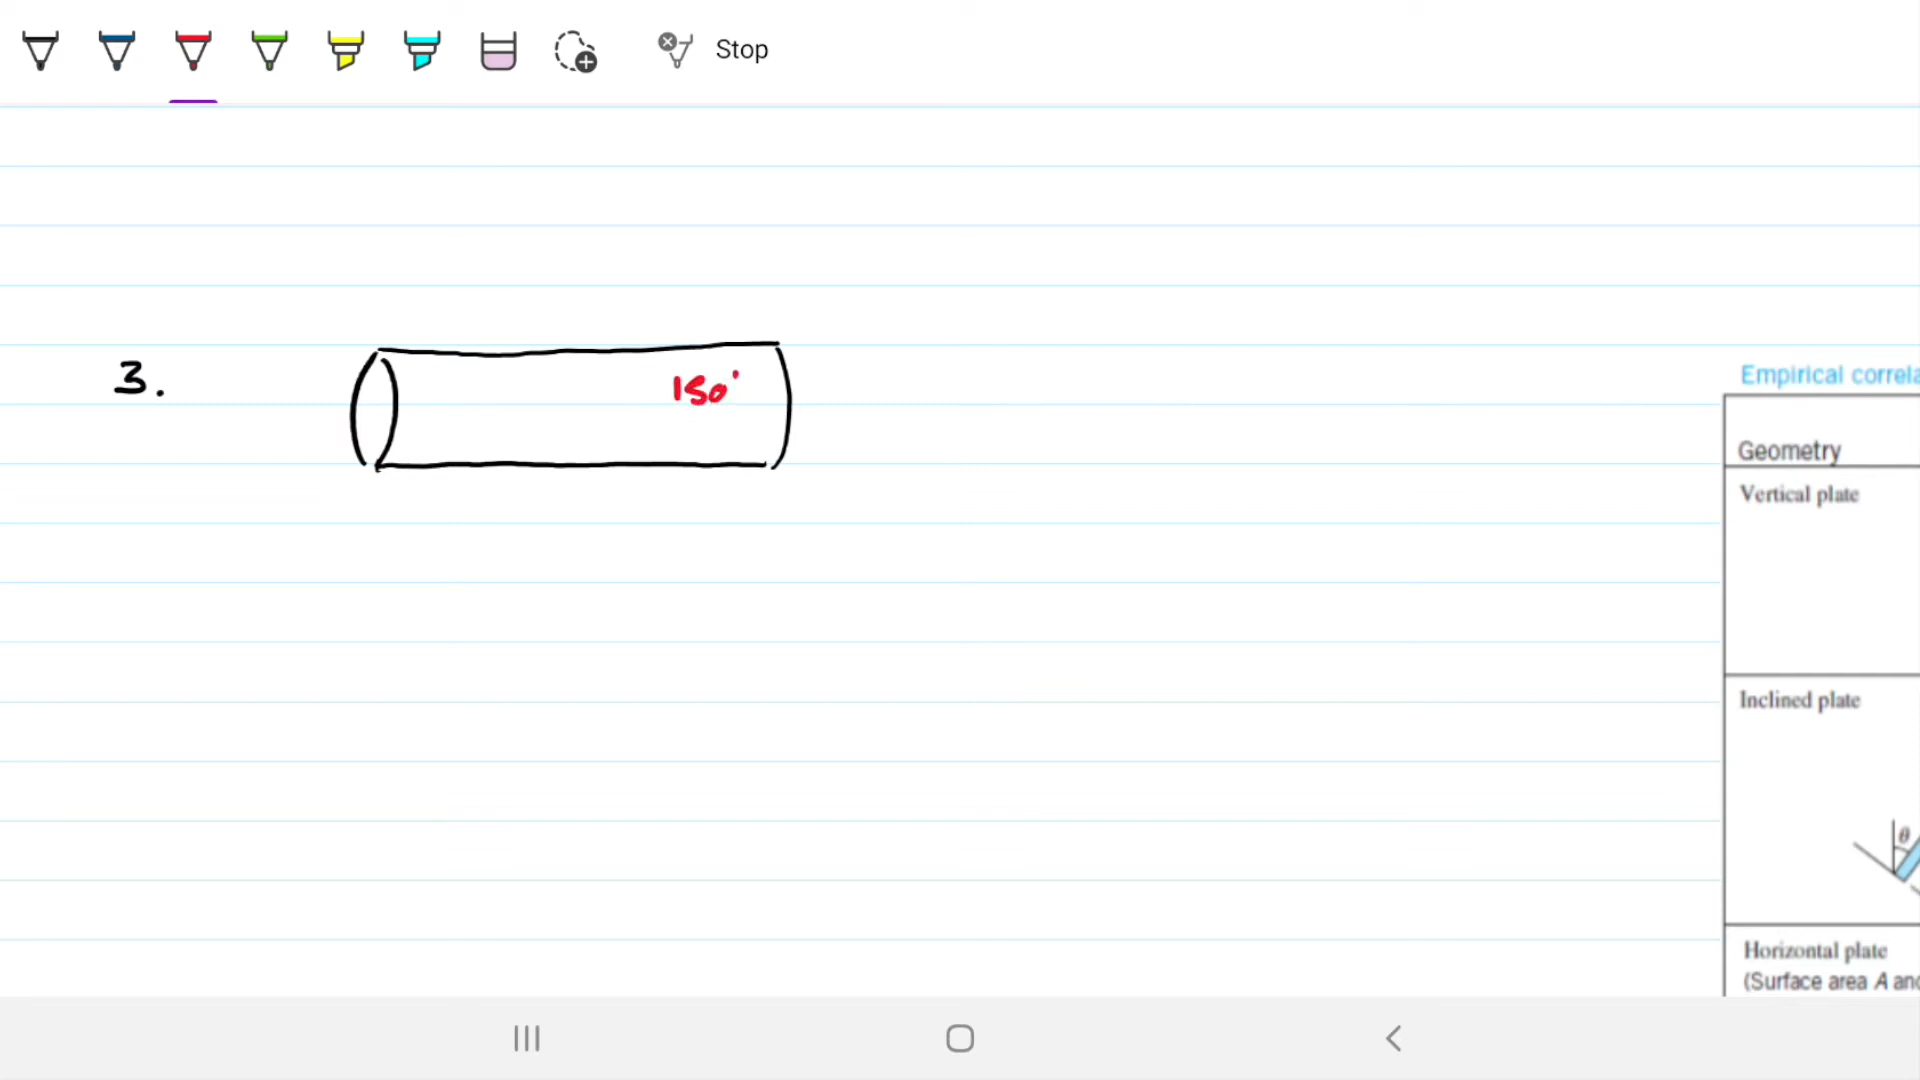 Stop
3.
150°
Empirical correla
Geometry
Vertical plate
Inclined plate
θ
Horizontal plate
(Surface area A and